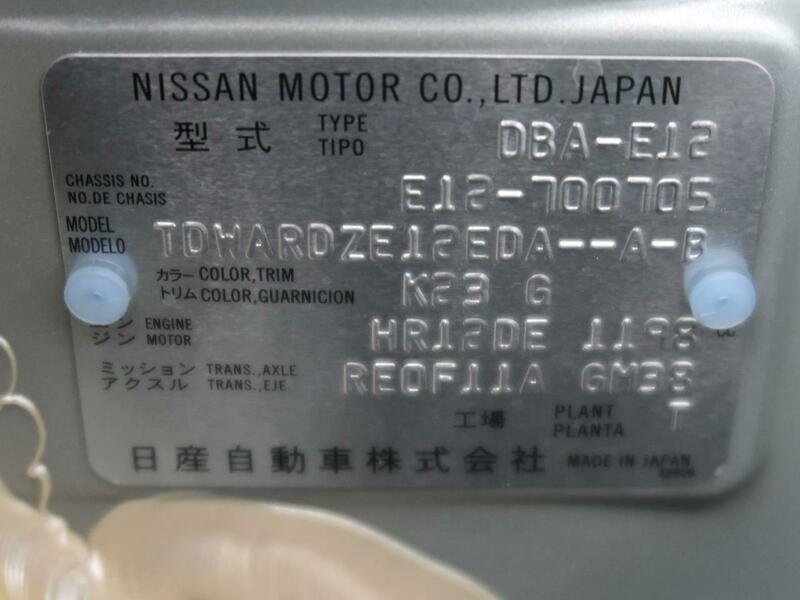 NISSAN MOTOR CO.,LTD. JAPAN
型式 TYPE TIPO DBA-E12
CHASSIS NO. NO.DE CHASIS E12-700705
MODEL MODELO TDWARDZE12EDA--A-B
カラー COLOR,TRIM
トリム COLOR,GUARNICION K23 G
ENGINE
ジン MOTOR HR12DE 1198 cc
ミッション TRANS.,AXLE
アクスル TRANS.,EJE RE0F11A GM38
工場 PLANT PLANTA T
日産自動車株式会社 MADE IN JAPAN